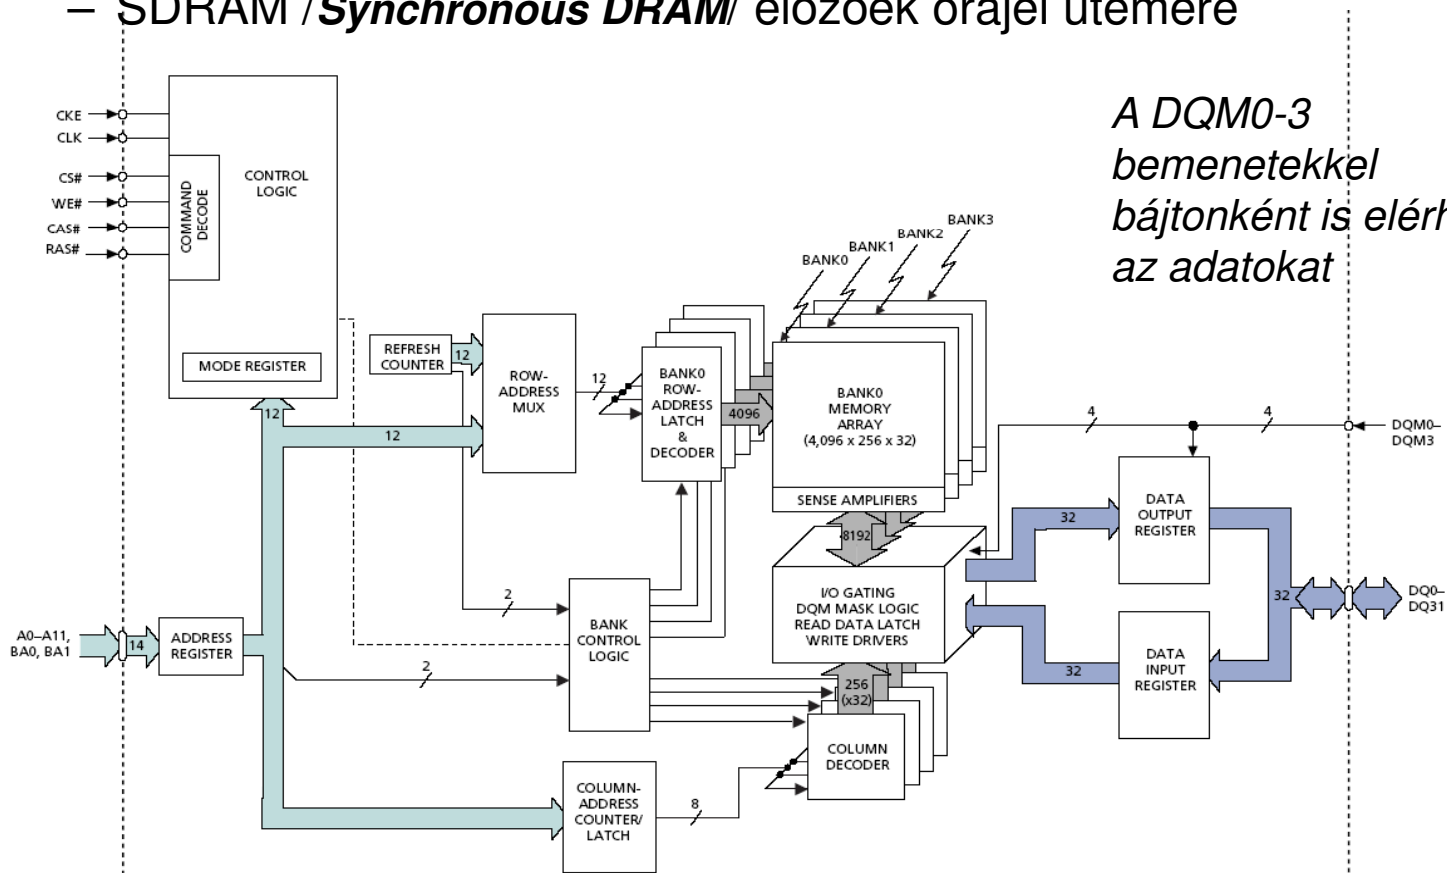 – SDRAM /Synchronous DRAM/ előzőek órajel ütemére
A DQM0-3
bemenetekkel
bájtonként is
az adatokat
CKE
CLK
CS#
WE#
CAS#
RAS#
COMMAND
DECODE
CONTROL
LOGIC
MODE REGISTER
12
REFRESH
COUNTER
12
12
ROW-
ADDRESS
MUX
12
BANK0
ROW-
ADDRESS
LATCH
&
DECODER
4096
BANK0
BANK1
BANK2
BANK3
BANK0
MEMORY
ARRAY
(4,096 x 256 x 32)
SENSE AMPLIFIERS
8192
I/O GATING
DQM MASK LOGIC
READ DATA LATCH
WRITE DRIVERS
256
(x32)
COLUMN
DECODER
4
4
DQM0–
DQM3
DATA
OUTPUT
REGISTER
32
32
DQ0–
DQ31
DATA
INPUT
REGISTER
32
A0–A11,
BA0, BA1
14
ADDRESS
REGISTER
2
2
BANK
CONTROL
LOGIC
COLUMN-
ADDRESS
COUNTER/
LATCH
8